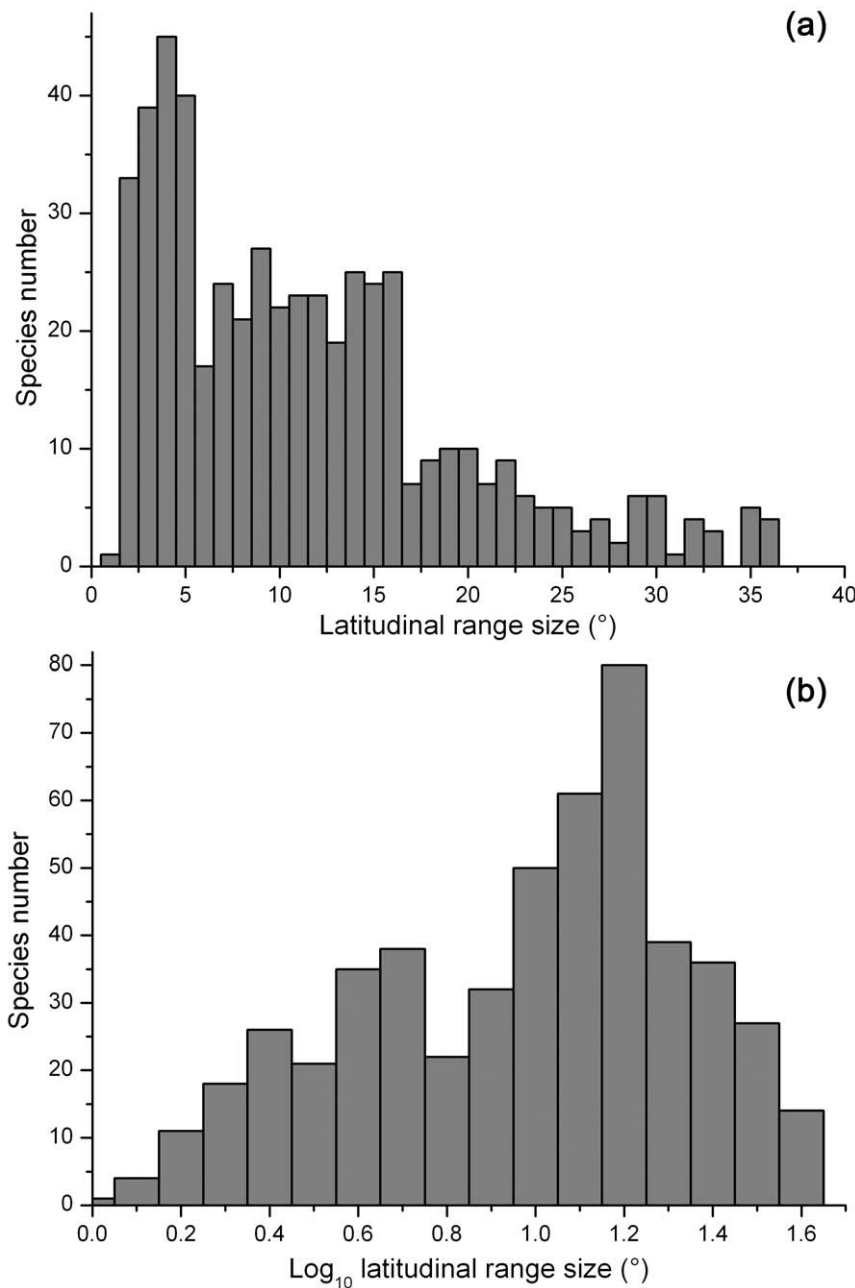 (a)
40
30
20
10
0
Species number
0 5 10 15 20 25 30 35 40
Latitudinal range size (°)
(b)
80
70
60
50
40
30
20
10
0
Species number
0.0 0.2 0.4 0.6 0.8 1.0 1.2 1.4 1.6
Log₁₀ latitudinal range size (°)